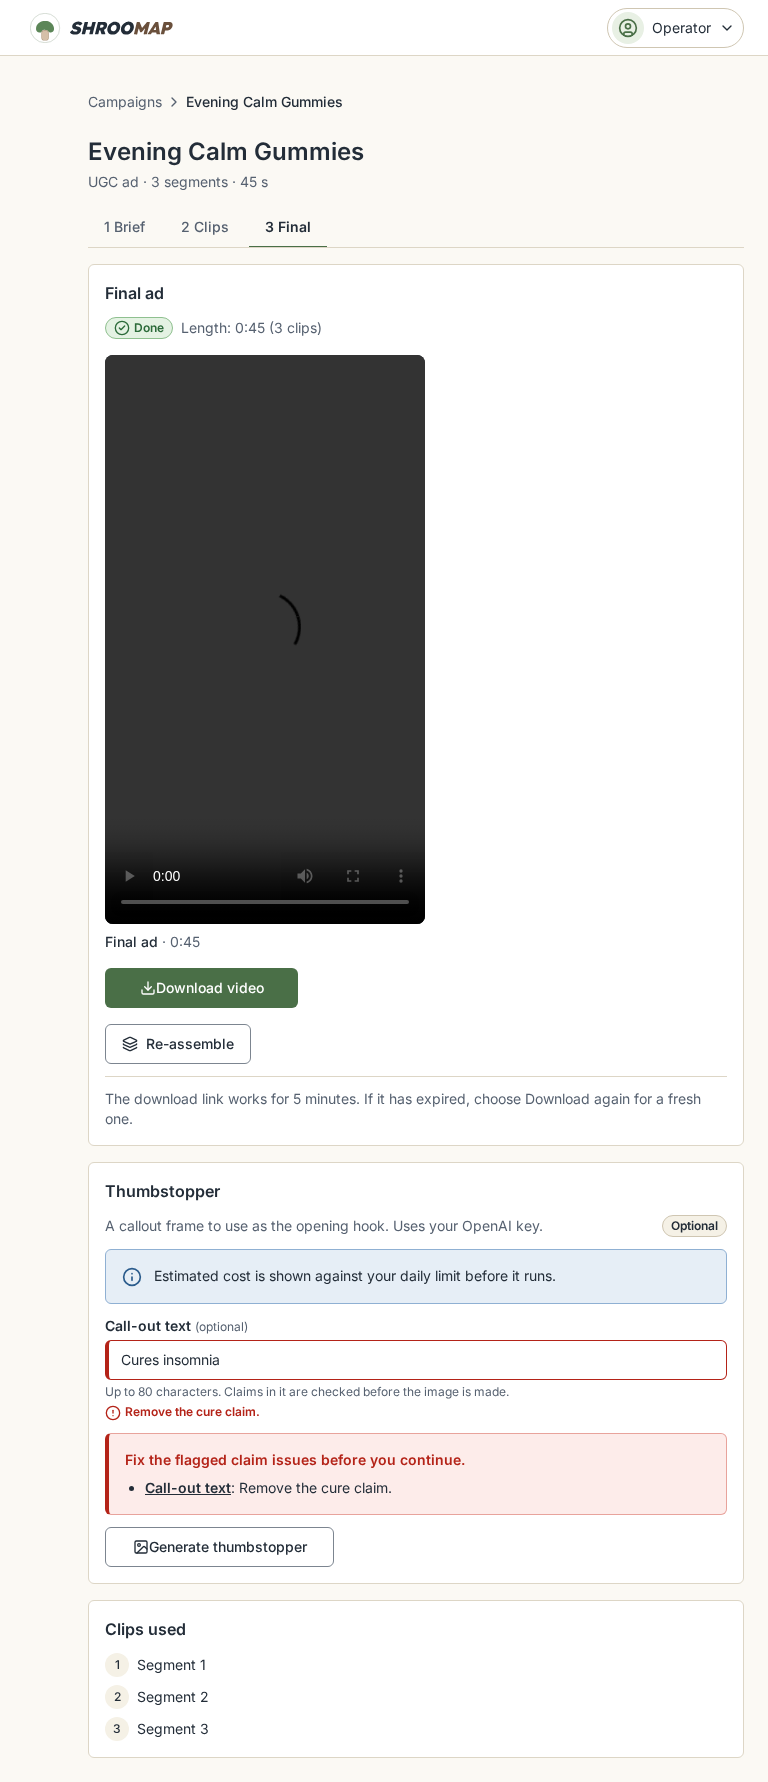 SHROOMAP
Operator
Campaigns > Evening Calm Gummies
Evening Calm Gummies
UGC ad · 3 segments · 45 s
1 Brief
2 Clips
3 Final
Final ad
Done
Length: 0:45 (3 clips)
0:00
Final ad · 0:45
Download video
Re-assemble
The download link works for 5 minutes. If it has expired, choose Download again for a fresh
one.
Thumbstopper
A callout frame to use as the opening hook. Uses your OpenAI key.
Optional
Estimated cost is shown against your daily limit before it runs.
Call-out text (optional)
Cures insomnia
Up to 80 characters. Claims in it are checked before the image is made.
Remove the cure claim.
Fix the flagged claim issues before you continue.
• Call-out text: Remove the cure claim.
Generate thumbstopper
Clips used
1 Segment 1
2 Segment 2
3 Segment 3